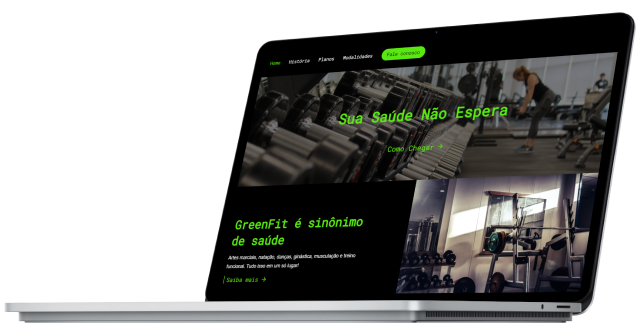 Home História Planos Modalidades Fale conosco
Sua Saúde Não Espera
Como Chegar →
GreenFit é sinônimo
de saúde
Artes marciais, natação, danças, ginástica, musculação e treino
funcional. Tudo isso em um só lugar!
Saiba mais →